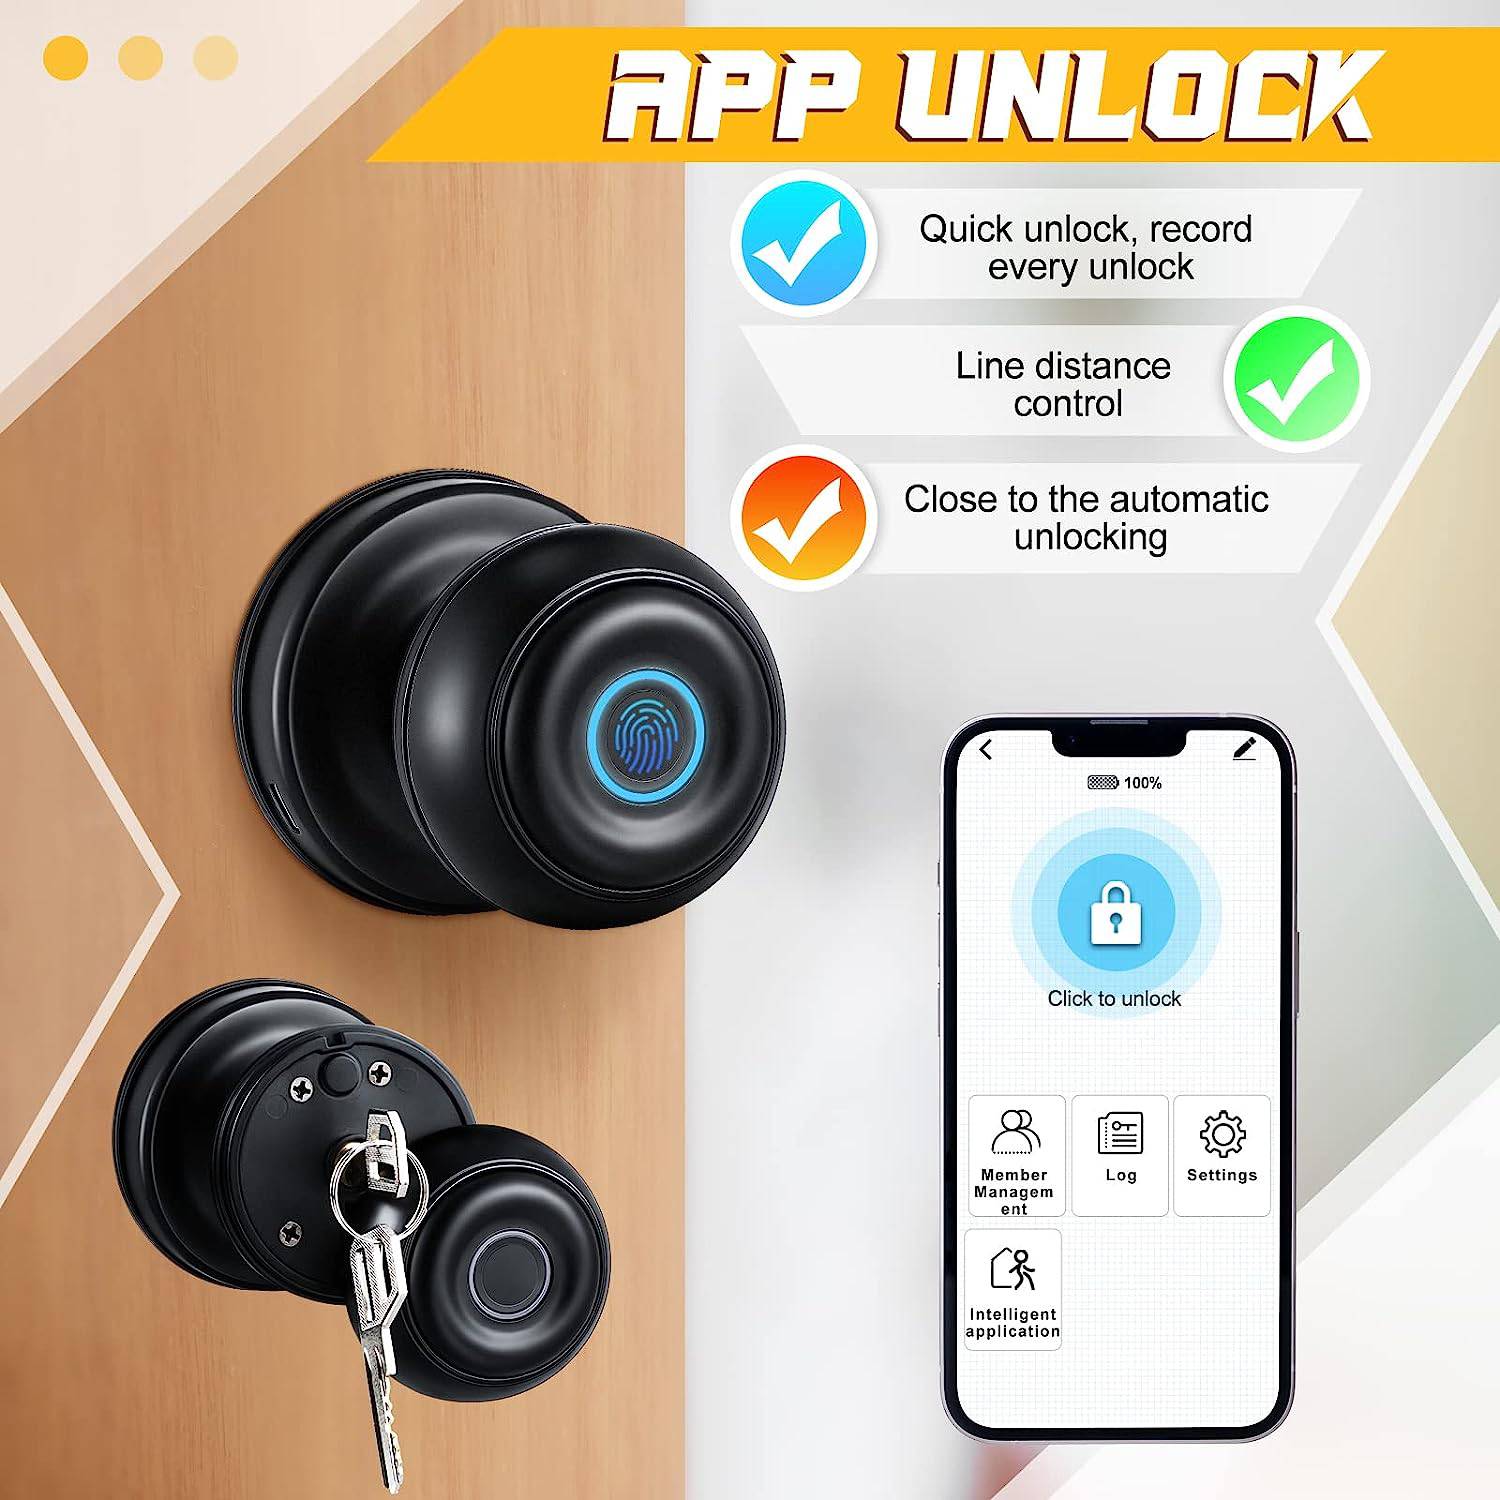 APP UNLOCK
Quick unlock, record
every unlock
Line distance
control
Close to the automatic
unlocking
100%
Click to unlock
Member
Managem
ent
Log
Settings
Intelligent
application